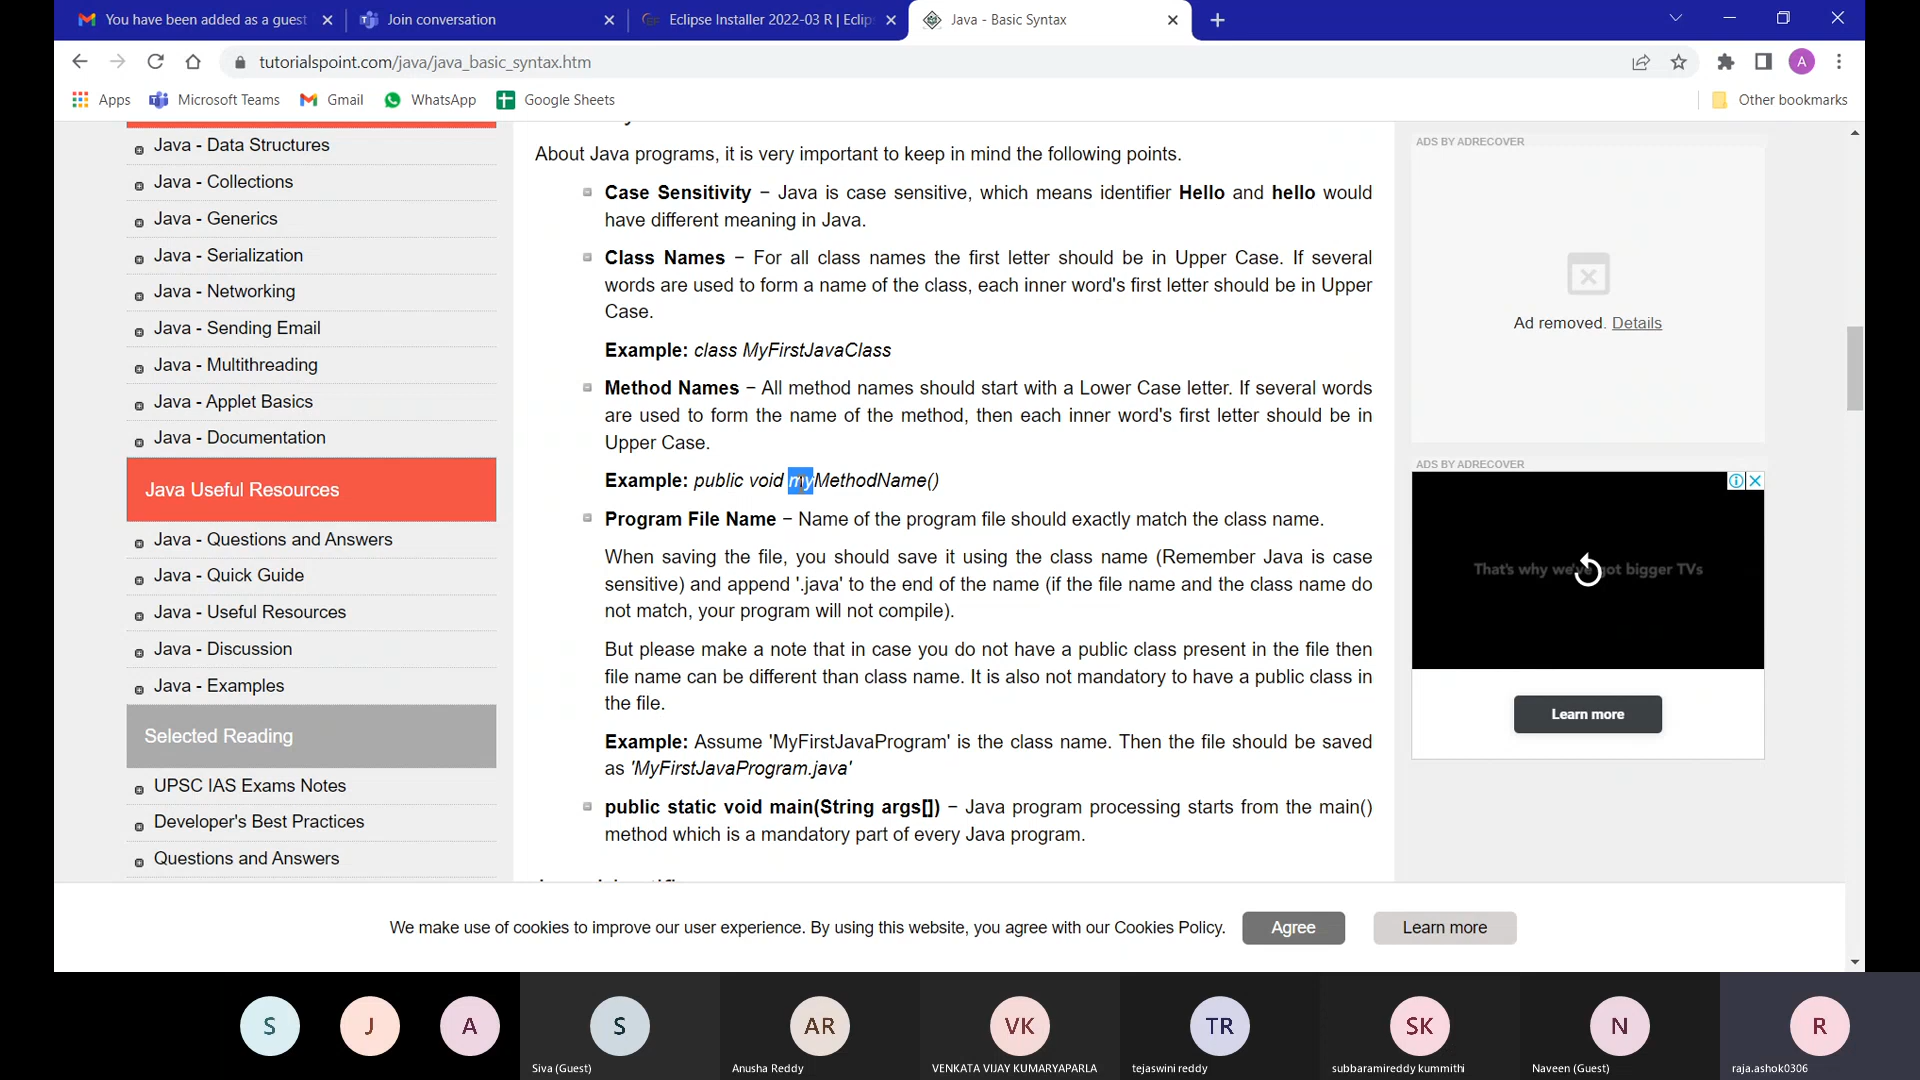 You have been added as a guest
Join conversation
Eclipse Installer 2022-03 R | Eclip
Java - Basic Syntax
tutorialspoint.com/java/java_basic_syntax.htm
A
Apps
Microsoft Teams
Gmail
WhatsApp
Google Sheets
Other bookmarks
Java - Data Structures
Java - Collections
Java - Generics
Java - Serialization
Java - Networking
Java - Sending Email
Java - Multithreading
Java - Applet Basics
Java - Documentation
Java Useful Resources
Java - Questions and Answers
Java - Quick Guide
Java - Useful Resources
Java - Discussion
Java - Examples
Selected Reading
UPSC IAS Exams Notes
Developer's Best Practices
Questions and Answers
About Java programs, it is very important to keep in mind the following points.
Case Sensitivity − Java is case sensitive, which means identifier Hello and hello would
have different meaning in Java.
Class Names − For all class names the first letter should be in Upper Case. If several
words are used to form a name of the class, each inner word's first letter should be in Upper
Case.
Example: class MyFirstJavaClass
Method Names − All method names should start with a Lower Case letter. If several words
are used to form the name of the method, then each inner word's first letter should be in
Upper Case.
Example: public void myMethodName()
Program File Name − Name of the program file should exactly match the class name.
When saving the file, you should save it using the class name (Remember Java is case
sensitive) and append '.java' to the end of the name (if the file name and the class name do
not match, your program will not compile).
But please make a note that in case you do not have a public class present in the file then
file name can be different than class name. It is also not mandatory to have a public class in
the file.
Example: Assume 'MyFirstJavaProgram' is the class name. Then the file should be saved
as 'MyFirstJavaProgram.java'
public static void main(String args[]) − Java program processing starts from the main()
method which is a mandatory part of every Java program.
ADS BY ADRECOVER
Ad removed. Details
ADS BY ADRECOVER
That's why we've got bigger TVs
Learn more
We make use of cookies to improve our user experience. By using this website, you agree with our Cookies Policy.
Agree
Learn more
S
J
A
S
AR
VK
TR
SK
N
R
Siva (Guest)
Anusha Reddy
VENKATA VIJAY KUMARYAPARLA
tejaswini reddy
subbaramireddy kummithi
Naveen (Guest)
raja.ashok0306